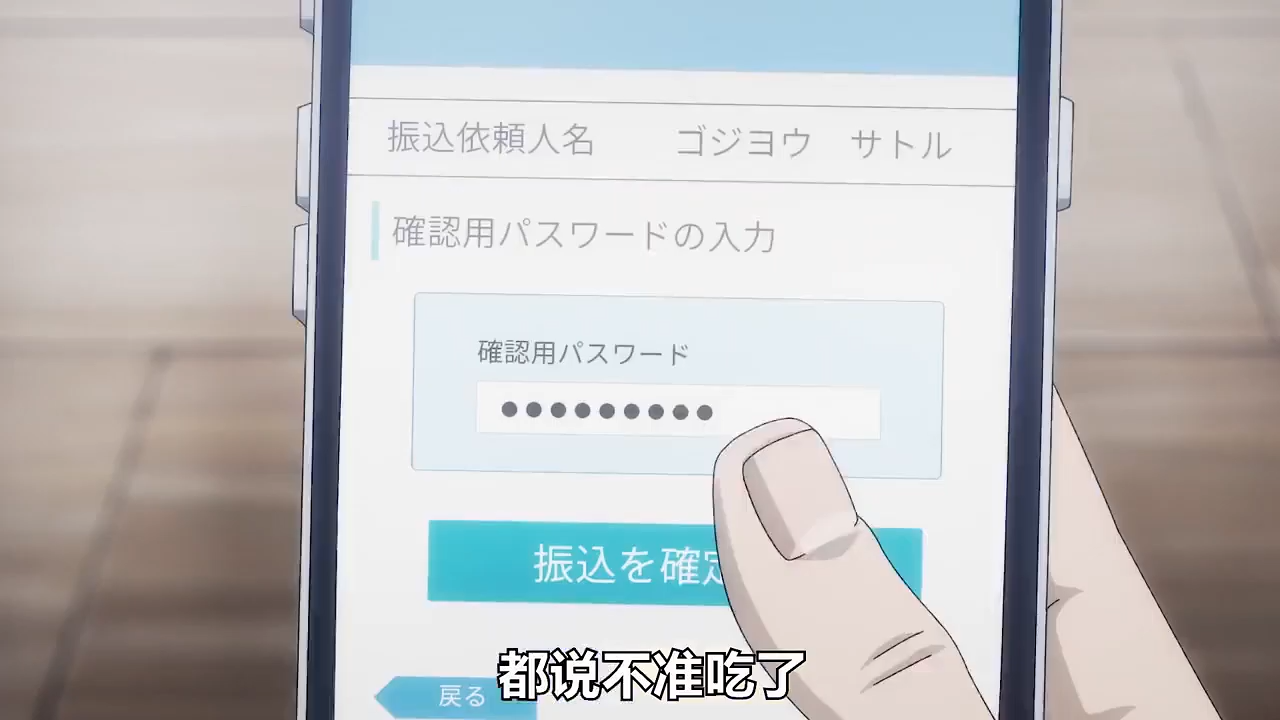 振込依頼人名 ゴジヨウ サトル
確認用パスワードの入力
確認用パスワード
●●●●●●●●●
振込を確定
戻る
都说不准吃了